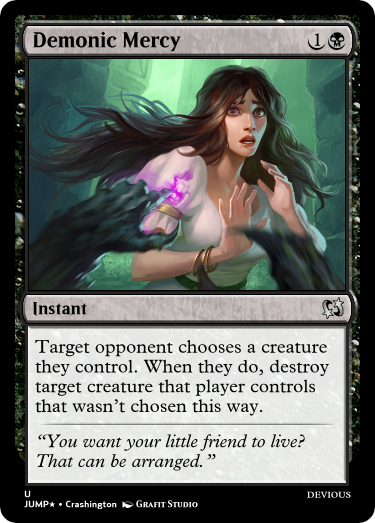 Demonic Mercy 1
Instant
Target opponent chooses a creature
they control. When they do, destroy
target creature that player controls
that wasn't chosen this way.
“You want your little friend to live?
That can be arranged.”
U
JUMP★ • Crashington GRAFIT STUDIO
DEVIOUS